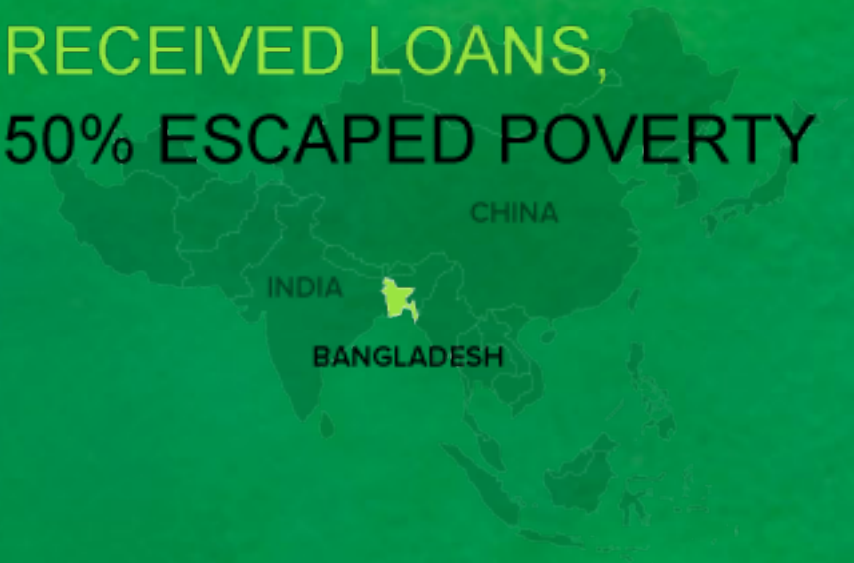 RECEIVED LOANS,
50% ESCAPED POVERTY
CHINA
INDIA
BANGLADESH